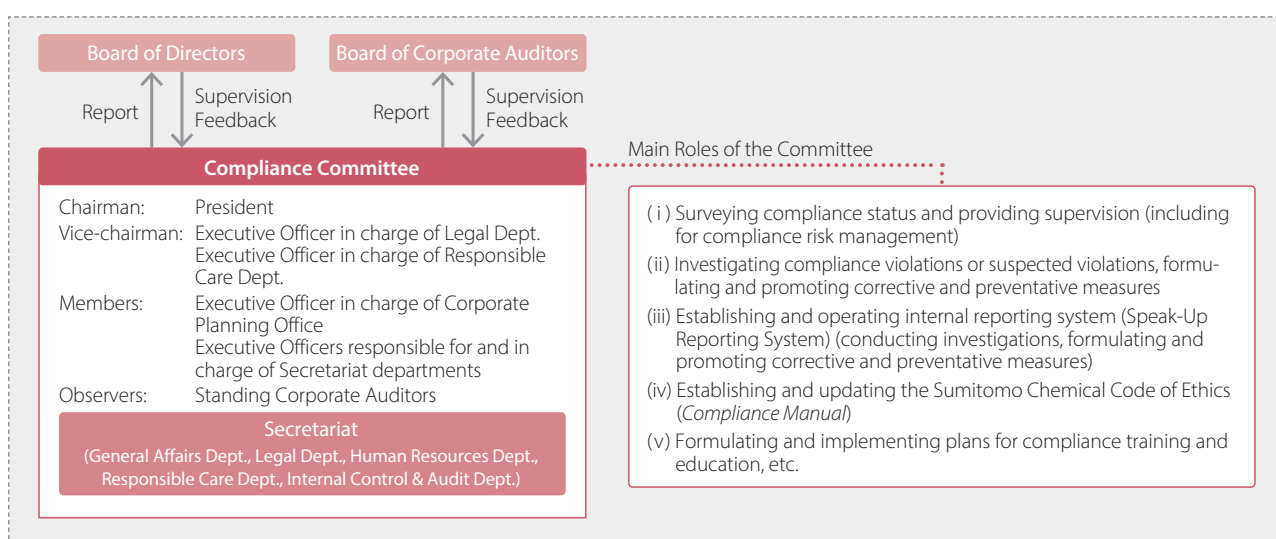 Board of Directors
Board of Corporate Auditors
Report
Supervision
Feedback
Report
Supervision
Feedback
Compliance Committee
Chairman: President
Vice-chairman: Executive Officer in charge of Legal Dept.
Executive Officer in charge of Responsible
Care Dept.
Members: Executive Officer in charge of Corporate
Planning Office
Executive Officers responsible for and in
charge of Secretariat departments
Observers: Standing Corporate Auditors
Secretariat
(General Affairs Dept., Legal Dept., Human Resources Dept.,
Responsible Care Dept., Internal Control & Audit Dept.)
Main Roles of the Committee
(i) Surveying compliance status and providing supervision (including
for compliance risk management)
(ii) Investigating compliance violations or suspected violations, formu-
lating and promoting corrective and preventative measures
(iii) Establishing and operating internal reporting system (Speak-Up
Reporting System) (conducting investigations, formulating and
promoting corrective and preventative measures)
(iv) Establishing and updating the Sumitomo Chemical Code of Ethics
(Compliance Manual)
(v) Formulating and implementing plans for compliance training and
education, etc.